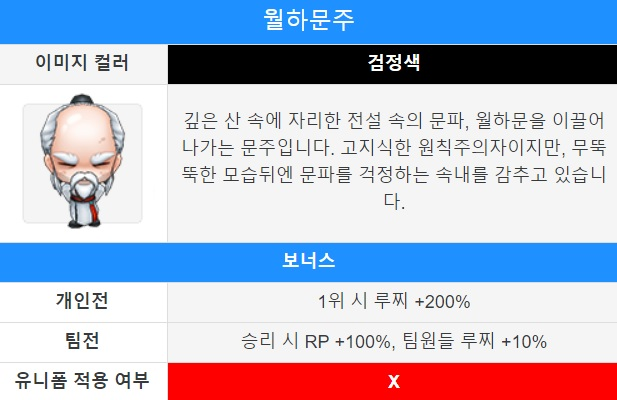 월하문주
이미지 컬러
검정색
깊은 산 속에 자리한 전설 속의 문파, 월하문을 이끌어
나가는 문주입니다. 고지식한 원칙주의자이지만, 무뚝
뚝한 모습뒤엔 문파를 걱정하는 속내를 감추고 있습니
다.
보너스
개인전
1위 시 루찌 +200%
팀전
승리 시 RP +100%, 팀원들 루찌 +10%
유니폼 적용 여부
X